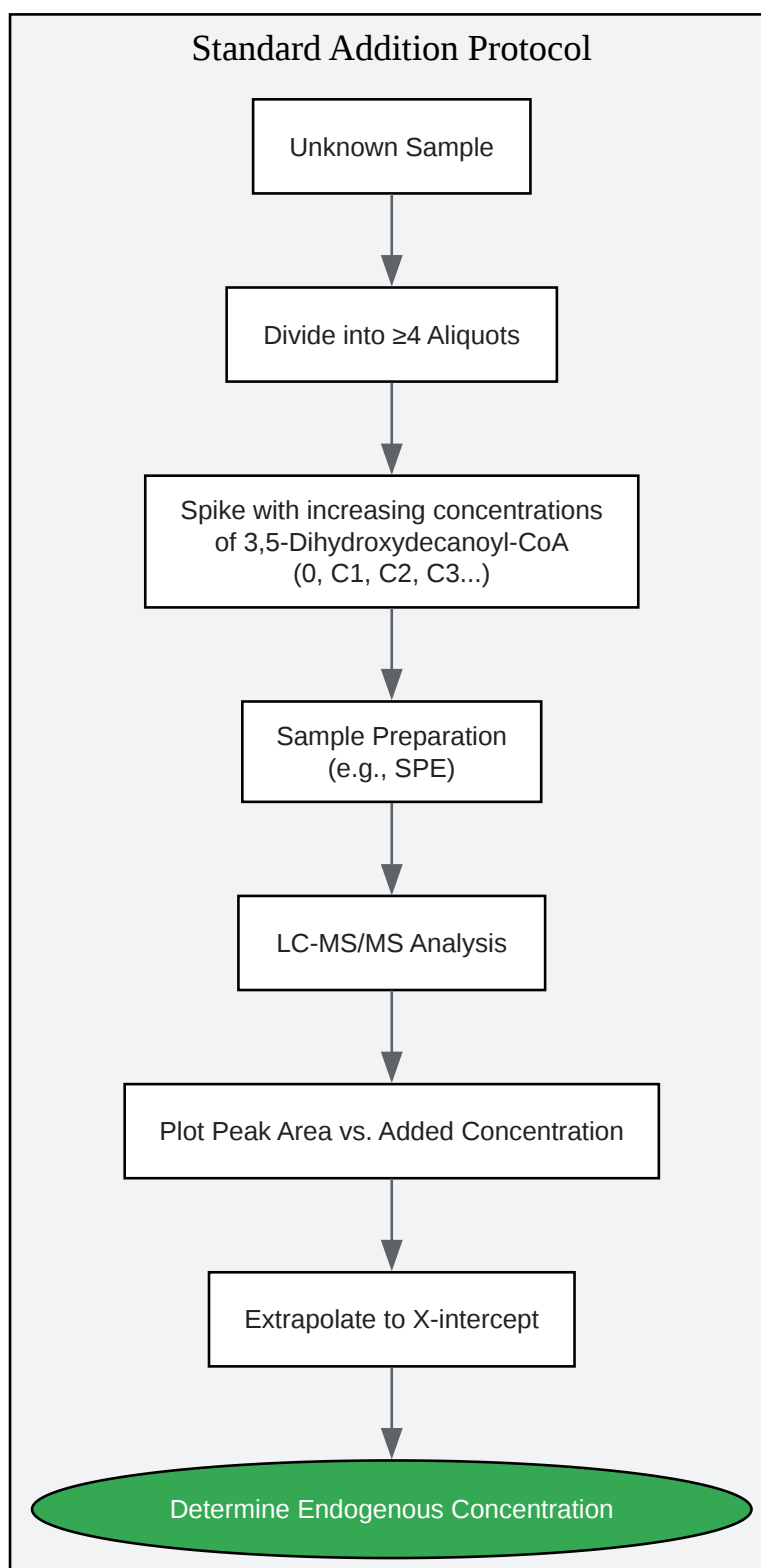 Standard Addition Protocol
Unknown Sample
Divide into ≥4 Aliquots
Spike with increasing concentrations
of 3,5-Dihydroxydecanoyl-CoA
(0, C1, C2, C3...)
Sample Preparation
(e.g., SPE)
LC-MS/MS Analysis
Plot Peak Area vs. Added Concentration
Extrapolate to X-intercept
Determine Endogenous Concentration